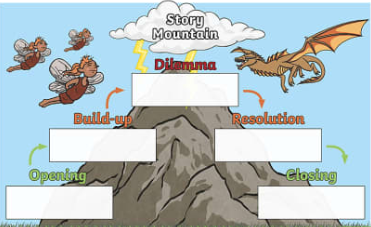 Story
Mountain
Dilemma
Build-up
Resolution
Opening
Closing